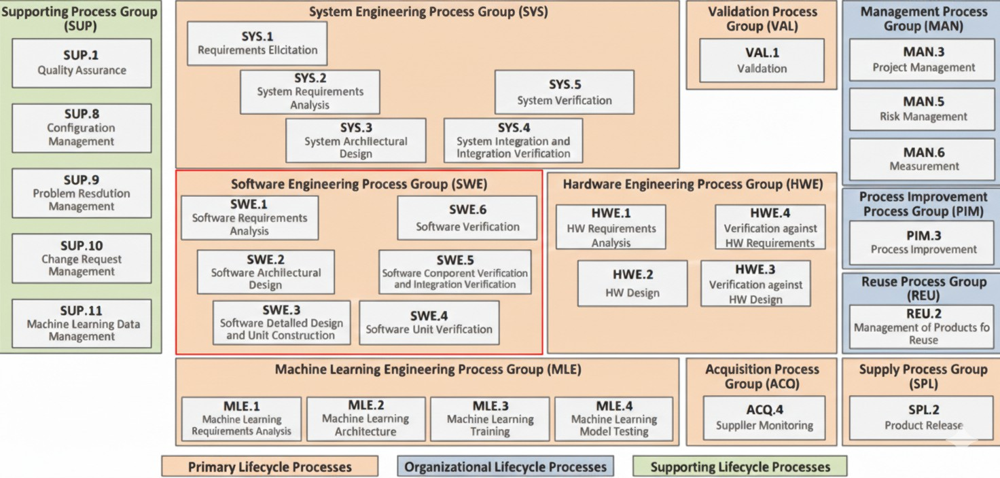 Supporting Process Group
(SUP)
SUP.1
Quality Assurance
SUP.8
Configuration
Management
SUP.9
Problem Resdution
Management
SUP.10
Change Request
Management
SUP.11
Machine Learning Data
Management
System Engineering Process Group (SVS)
SYS.1
Requirements Ellcitation
SYS.2
System Requirements
Analysis
SYS.3
System Archilectural
Design
SYS.4
System Integration and
Integration Verification
SYS.5
System Verification
Validation Process
Group (VAL)
VAL.1
Validation
Management Process
Group (MAN)
MAN.3
Project Management
MAN.5
Risk Management
MAN.6
Measurement
Software Engineering Process Group (SWE)
SWE.1
Software Requirements
Analysis
SWE.2
Software Architectural
Design
SWE.3
Software Detailed Design
and Unit Construction
SWE.4
Software Unit Verification
SWE.5
Software Component Verification
and Integration Verification
SWE.6
Software Verification
Hardware Engineering Process Group (HWE)
HWE.1
HW Requirements
Analysis
HWE.2
HW Design
HWE.3
Verification against
HW Design
HWE.4
Verification against
HW Requirements
Process Improvement
Process Group (PIM)
PIM.3
Process Improvement
Reuse Process Group
(REU)
REU.2
Management of Products fo
Reuse
Machine Learning Engineering Process Group (MLE)
MLE.1
Machine Learning
Requirements Analysis
MLE.2
Machine Learning
Architecture
MLE.3
Machine Learning
Training
MLE.4
Machine Learning
Model Testing
Acquisition Process
Group (ACQ)
ACQ.4
Suppller Monitoring
Supply Process Group
(SPL)
SPL.2
Product Release
Primary Lifecycle Processes
Organizational Lifecycle Processes
Supporting Lifecycle Processes